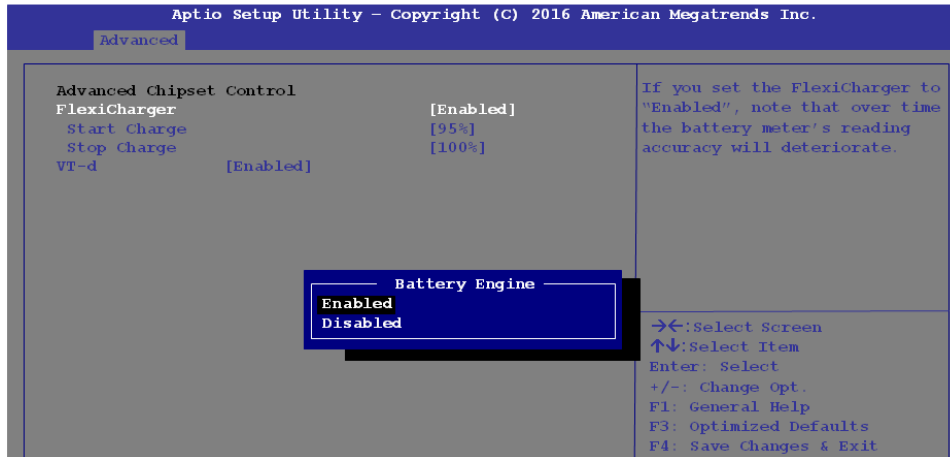 Aptio Setup Utility – Copyright (C) 2016 American Megatrends Inc.
Advanced
Advanced Chipset Control
FlexiCharger [Enabled]
Start Charge [95%]
Stop Charge [100%]
VT-d [Enabled]
If you set the FlexiCharger to
"Enabled", note that over time
the battery meter's reading
accuracy will deteriorate.
Battery Engine
Enabled
Disabled
→←:Select Screen
↑↓:Select Item
Enter: Select
+/-: Change Opt.
F1: General Help
F3: Optimized Defaults
F4: Save Changes & Exit